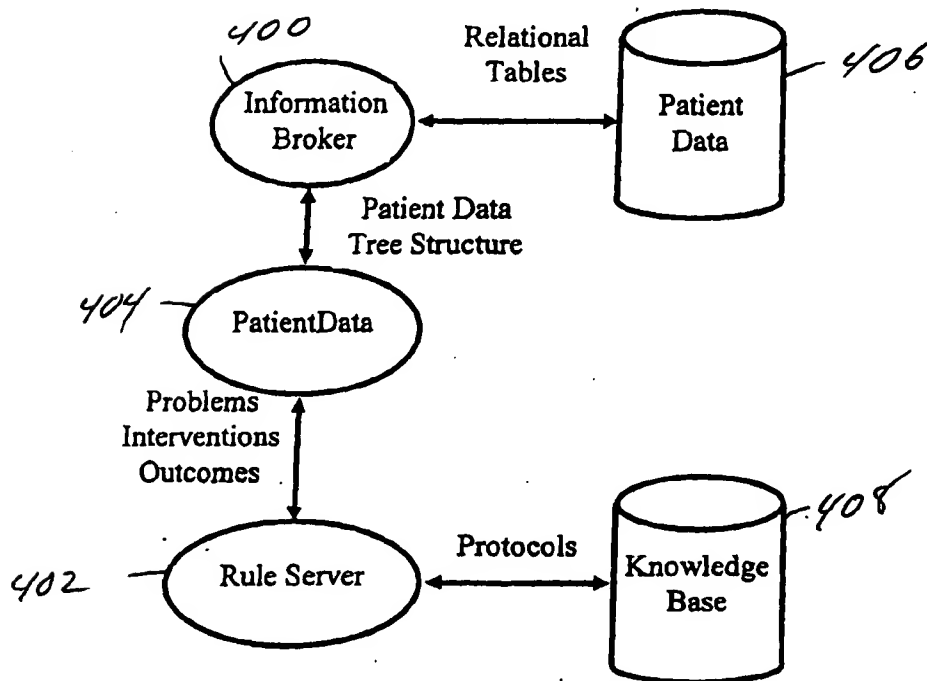 400
Relational
Tables
406
Information
Broker
Patient
Data
Patient Data
Tree Structure
404
PatientData
Problems
Interventions
Outcomes
408
Protocols
402
Rule Server
Knowledge
Base